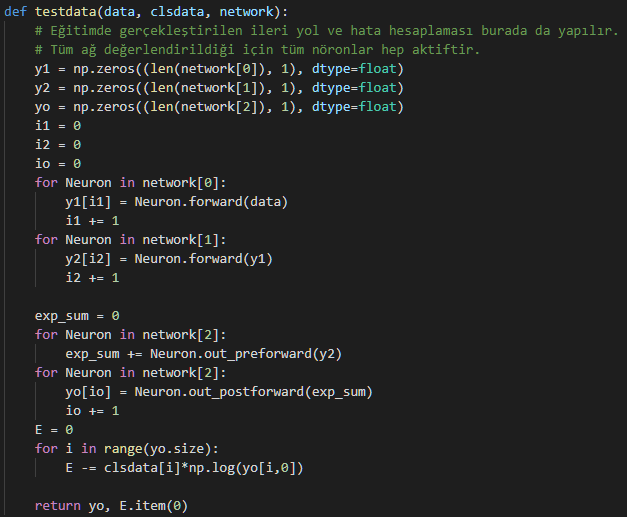 def testdata(data, clsdata, network):
    # Eğitimde gerçekleştirilen ileri yol ve hata hesaplaması burada da yapılır.
    # Tüm ağ değerlendirildiği için tüm nöronlar hep aktiftir.
    y1 = np.zeros((len(network[0]), 1), dtype=float)
    y2 = np.zeros((len(network[1]), 1), dtype=float)
    yo = np.zeros((len(network[2]), 1), dtype=float)
    i1 = 0
    i2 = 0
    io = 0
    for Neuron in network[0]:
        y1[i1] = Neuron.forward(data)
        i1 += 1
    for Neuron in network[1]:
        y2[i2] = Neuron.forward(y1)
        i2 += 1

    exp_sum = 0
    for Neuron in network[2]:
        exp_sum += Neuron.out_preforward(y2)
    for Neuron in network[2]:
        yo[io] = Neuron.out_postforward(exp_sum)
        io += 1
    E = 0
    for i in range(yo.size):
        E -= clsdata[i]*np.log(yo[i,0])

    return yo, E.item(0)